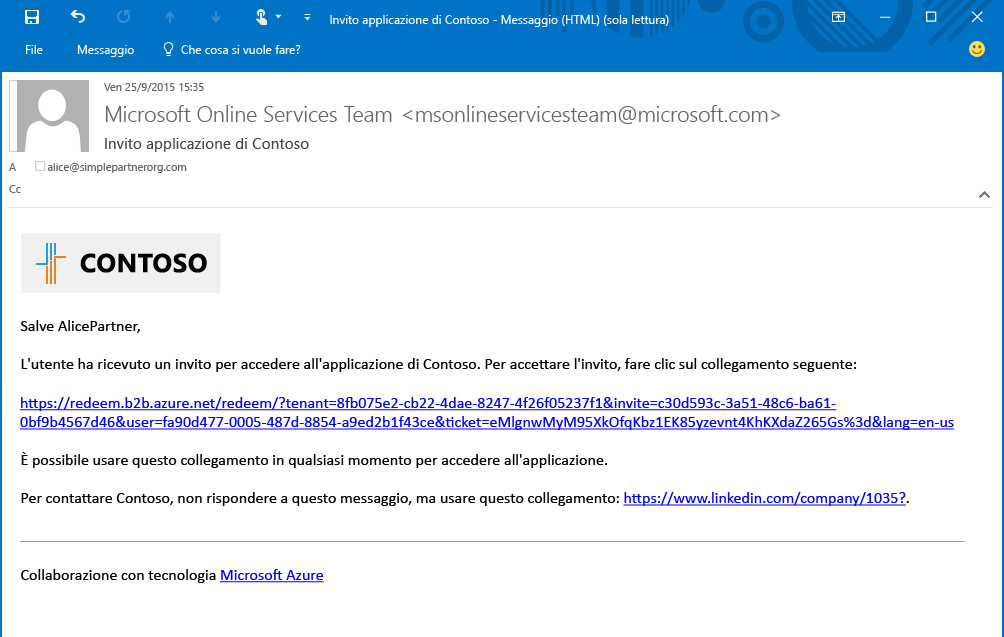 Invito applicazione di Contoso - Messaggio (HTML) (sola lettura)
File Messaggio Che cosa si vuole fare?
Ven 25/9/2015 15:35
Microsoft Online Services Team <msonlineservicesteam@microsoft.com>
Invito applicazione di Contoso
A alice@simplepartnerorg.com
Cc
CONTOSO
Salve AlicePartner,
L'utente ha ricevuto un invito per accedere all'applicazione di Contoso. Per accettare l'invito, fare clic sul collegamento seguente:
https://redeem.b2b.azure.net/redeem/?tenant=8fb075e2-cb22-4dae-8247-4f26f05237f1&invite=c30d593c-3a51-48c6-ba61-
0bf9b4567d46&user=fa90d477-0005-487d-8854-a9ed2b1f43ce&ticket=eMlgnwMyM95XkOfqKbz1EK85yzevnt4KhKXdaZ265Gs%3d&lang=en-us
È possibile usare questo collegamento in qualsiasi momento per accedere all'applicazione.
Per contattare Contoso, non rispondere a questo messaggio, ma usare questo collegamento: https://www.linkedin.com/company/1035?.
Collaborazione con tecnologia Microsoft Azure